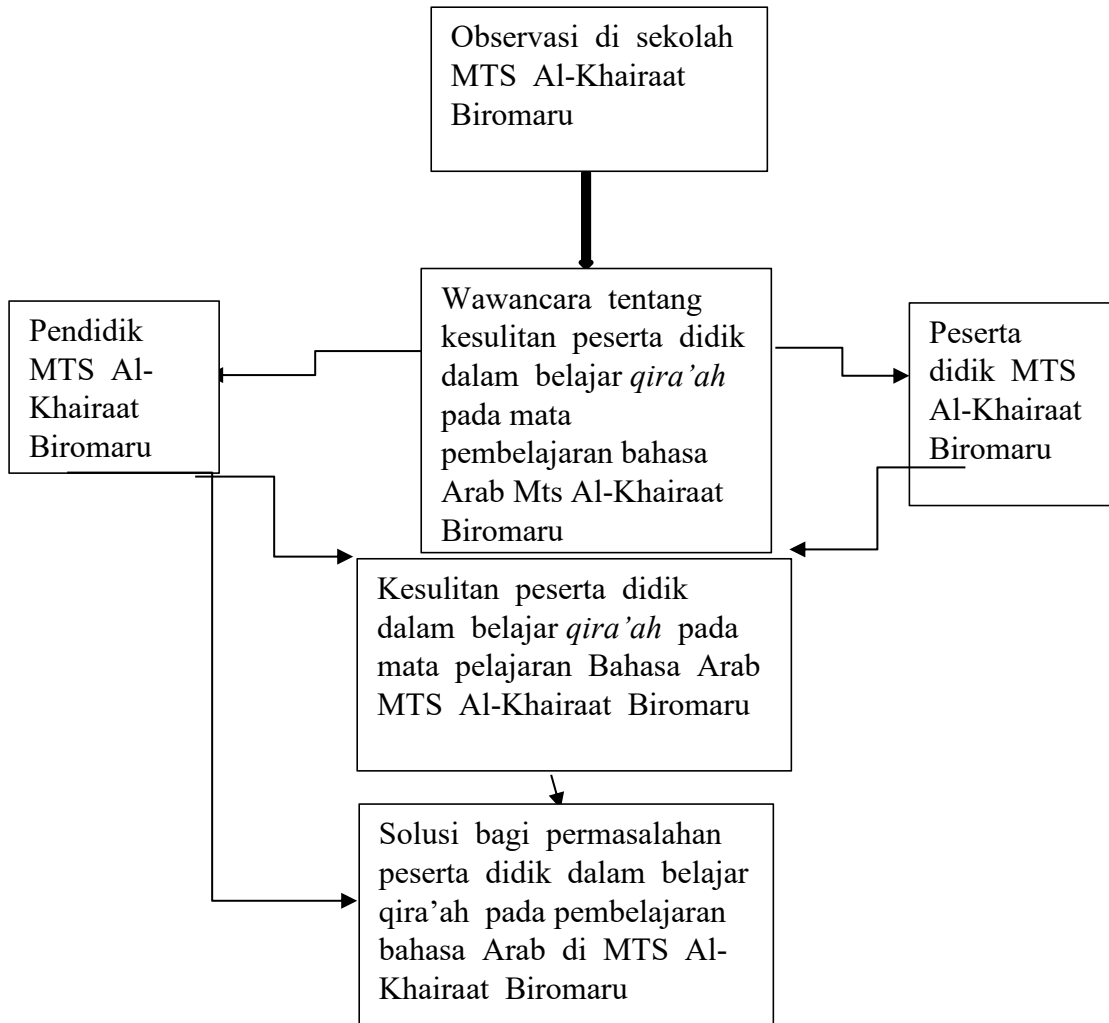 Observasi di sekolah
MTS Al-Khairaat
Biromaru
Wawancara tentang
kesulitan peserta didik
dalam belajar qira’ah
pada mata
pembelajaran bahasa
Arab Mts Al-Khairaat
Biromaru
Pendidik
MTS Al-
Khairaat
Biromaru
Peserta
didik MTS
Al-Khairaat
Biromaru
Kesulitan peserta didik
dalam belajar qira’ah pada
mata pelajaran Bahasa Arab
MTS Al-Khairaat Biromaru
Solusi bagi permasalahan
peserta didik dalam belajar
qira’ah pada pembelajaran
bahasa Arab di MTS Al-
Khairaat Biromaru